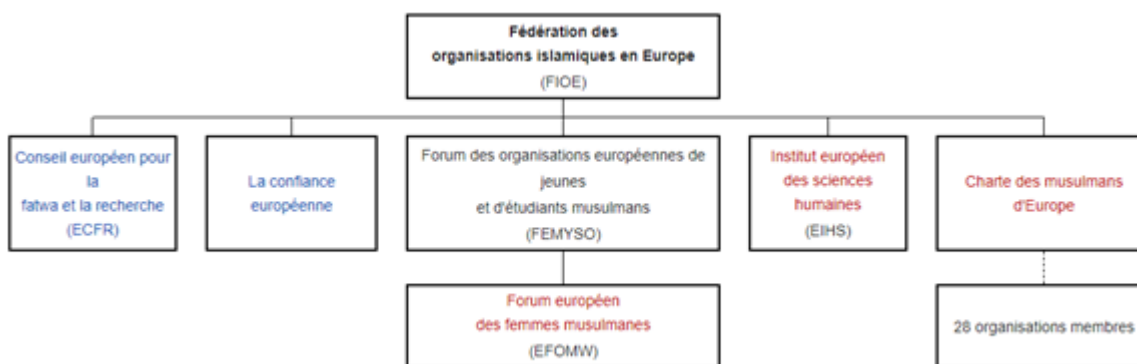 Fédération des
organisations islamiques en Europe
(FIOE)
Conseil européen pour
la
fatwa et la recherche
(ECFR)
La confiance
européenne
Forum des organisations européennes de
jeunes
et d'étudiants musulmans
(FEMYSO)
Institut européen
des sciences
humaines
(EIHS)
Charte des musulmans
d'Europe
Forum européen
des femmes musulmanes
(EFOMW)
28 organisations membres